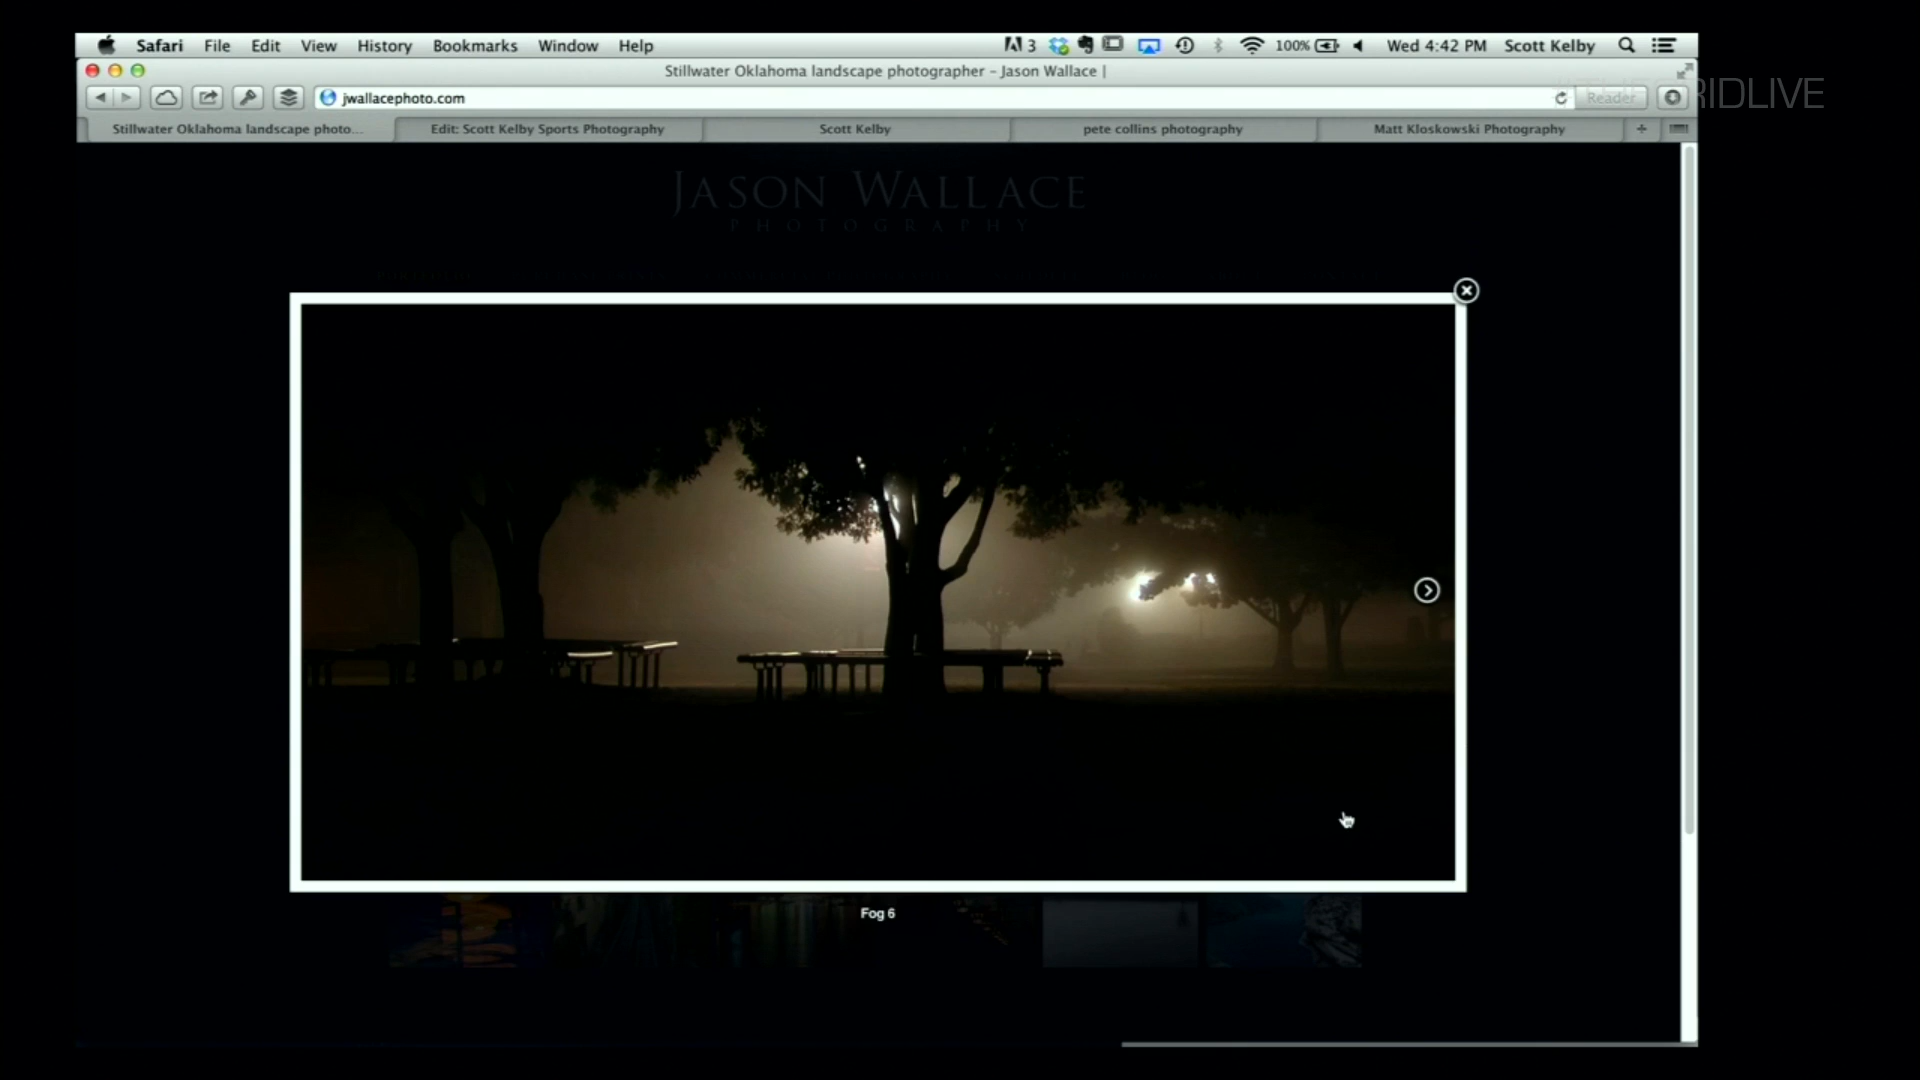 Safari File Edit View History Bookmarks Window Help 3 100% Wed 4:42 PM Scott Kelby
Stillwater Oklahoma landscape photographer – Jason Wallace |
jwallacephoto.com Reader
RIDLIVE
Stillwater Oklahoma landscape photo... Edit: Scott Kelby Sports Photography Scott Kelby pete collins photography Matt Kloskowski Photography +
JASON WALLACE
PHOTOGRAPHY
Fog 6